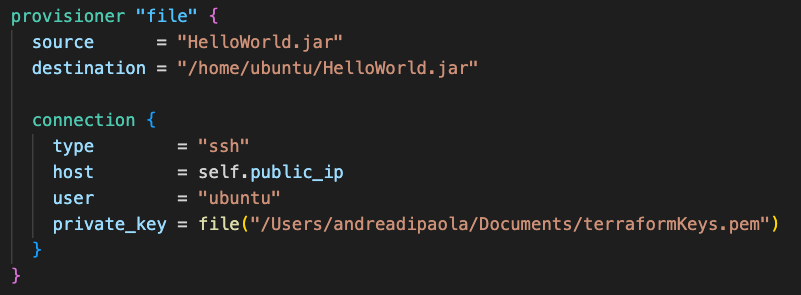 provisioner "file" {
  source      = "HelloWorld.jar"
  destination = "/home/ubuntu/HelloWorld.jar"

  connection {
    type        = "ssh"
    host        = self.public_ip
    user        = "ubuntu"
    private_key = file("/Users/andreadipaola/Documents/terraformKeys.pem")
  }
}